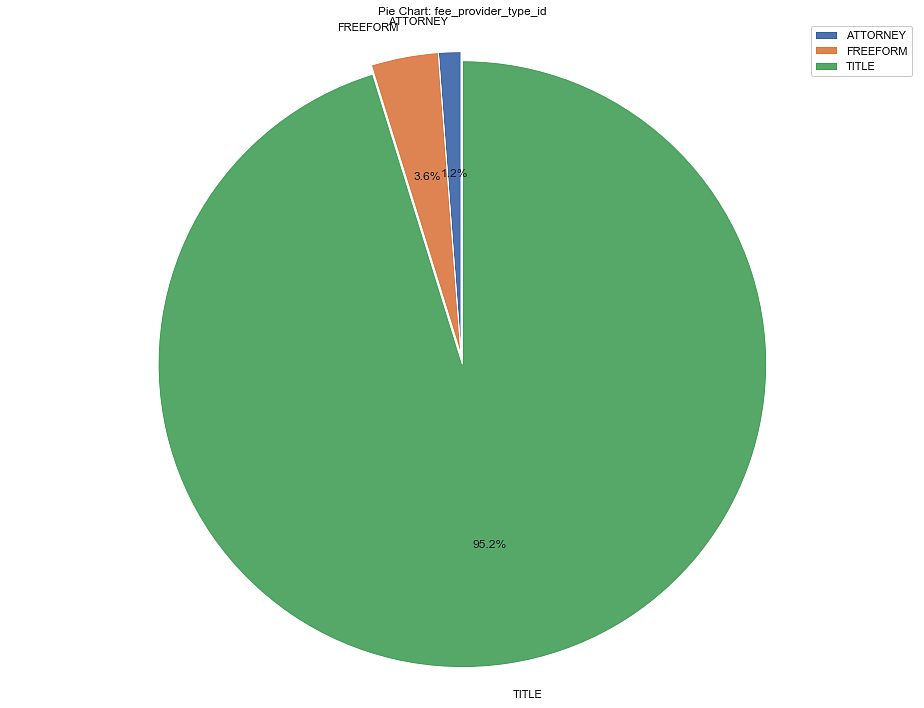 Pie Chart: fee_provider_type_id
ATTORNEY
FREEFORM
ATTORNEY
FREEFORM
TITLE
3.6%
1.2%
95.2%
TITLE